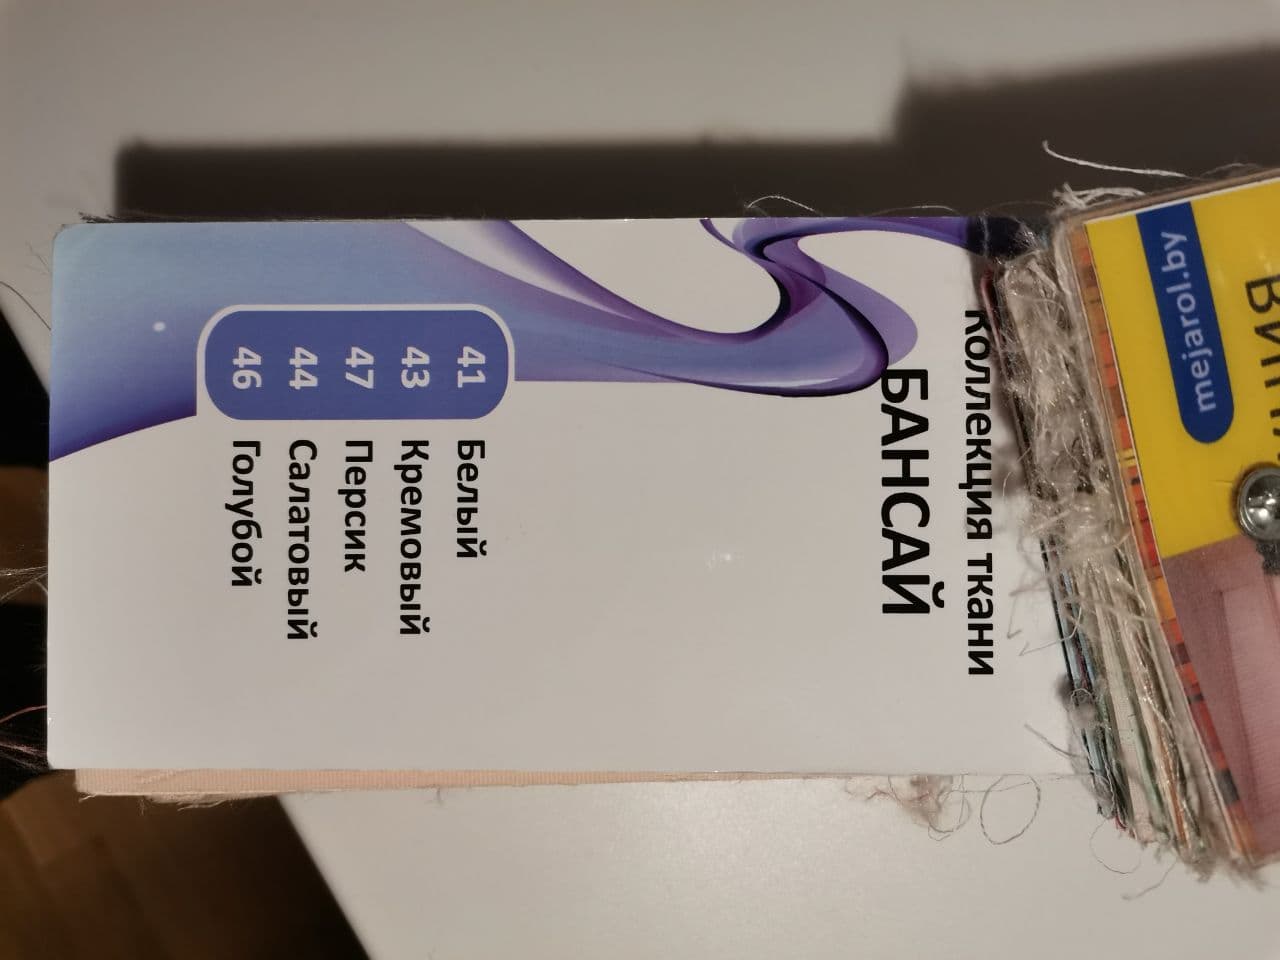 Коллекция ткани
БАНСАЙ
41 Белый
43 Кремовый
47 Персик
44 Салатовый
46 Голубой
mejarol.by